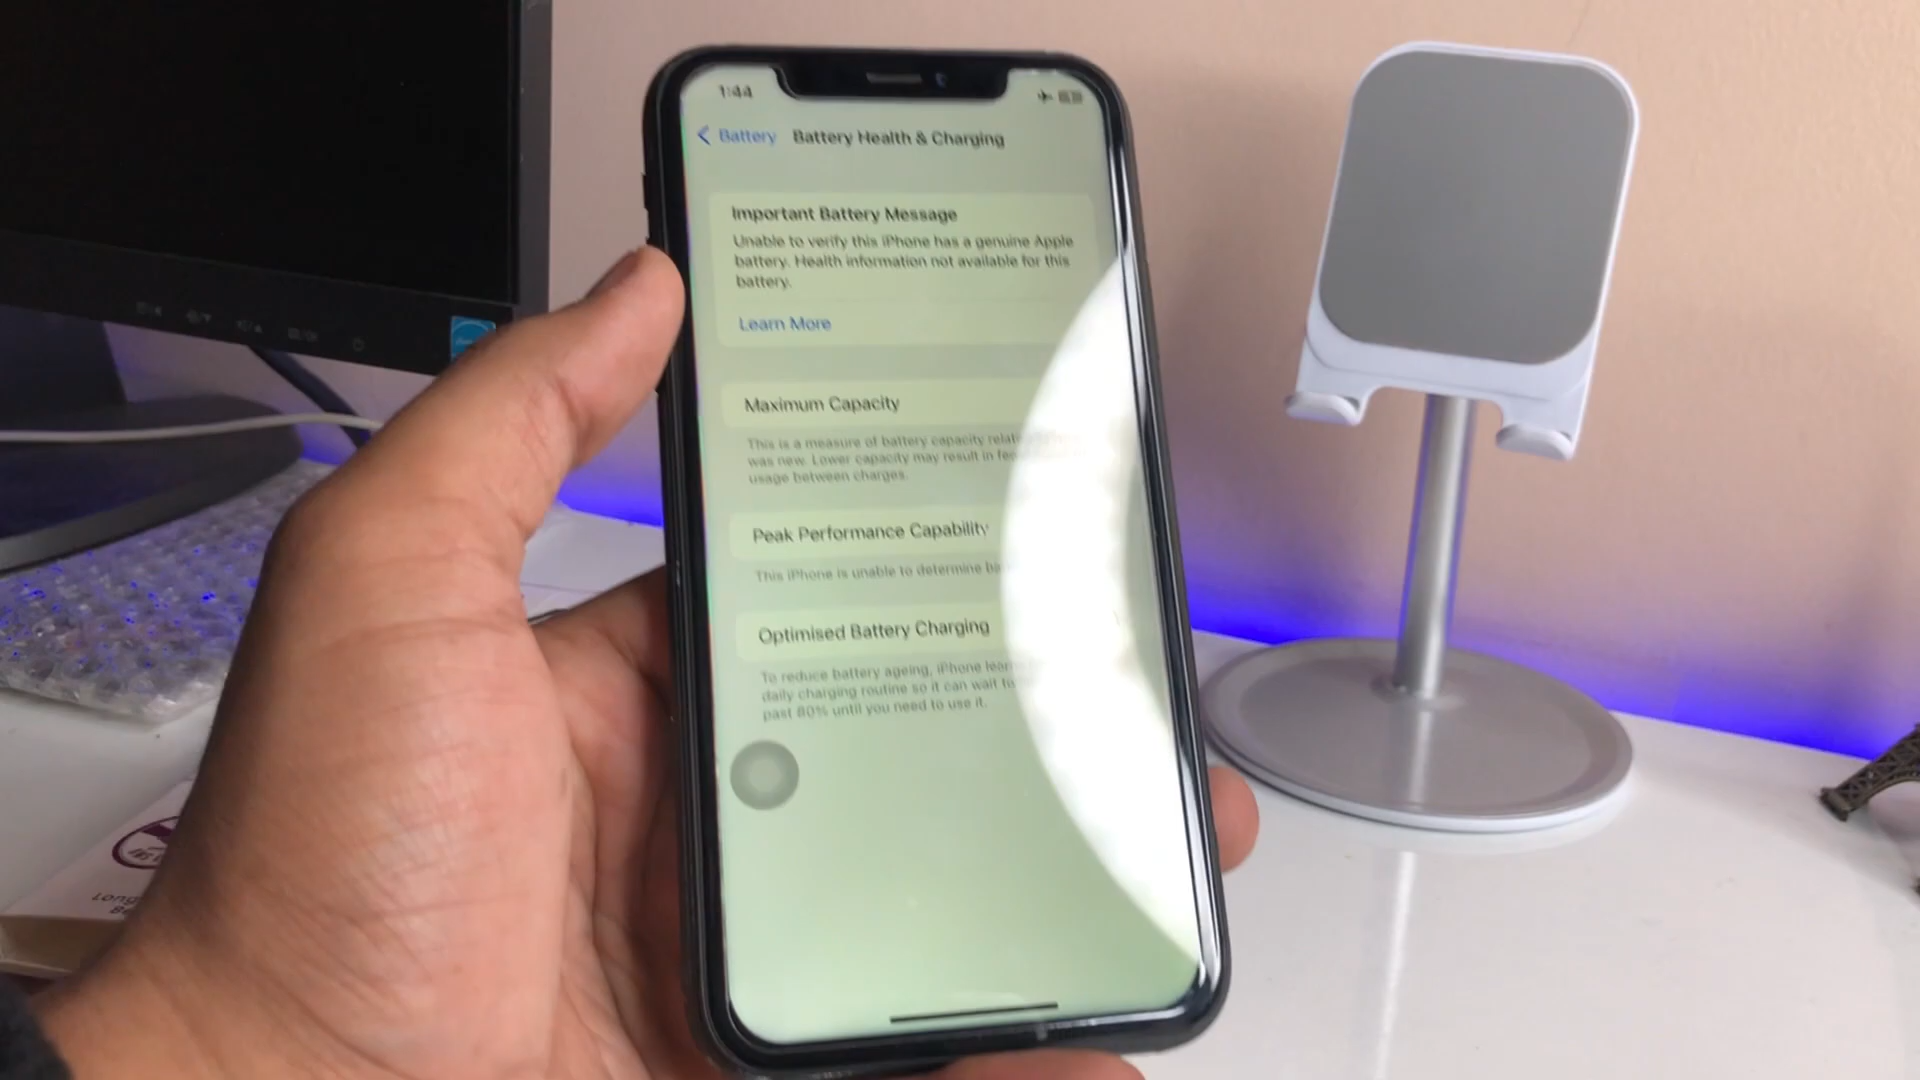 1:44
Battery
Battery Health & Charging
Important Battery Message
Unable to verify this iPhone has a genuine Apple
battery. Health information not available for this
battery.
Learn More
Maximum Capacity
This is a measure of battery capacity
was new. Lower capacity may result in
usage between charges.
Peak Performance Capability
This iPhone is unable to determine
Optimised Battery Charging
To reduce battery ageing, iPhone
daily charging routine so it can wait to
past 80% until you need to use it.
Long